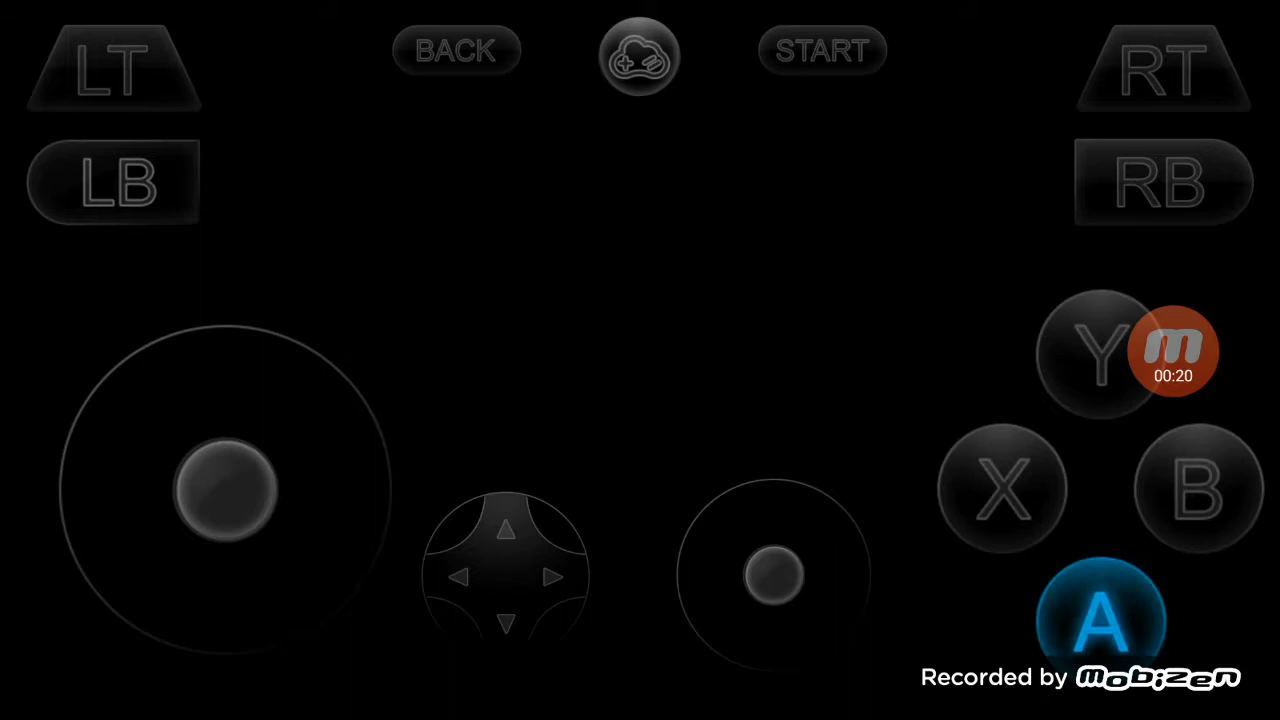 LT
BACK
START
RT
LB
RB
Y
m
00:20
X
B
A
Recorded by mobizen